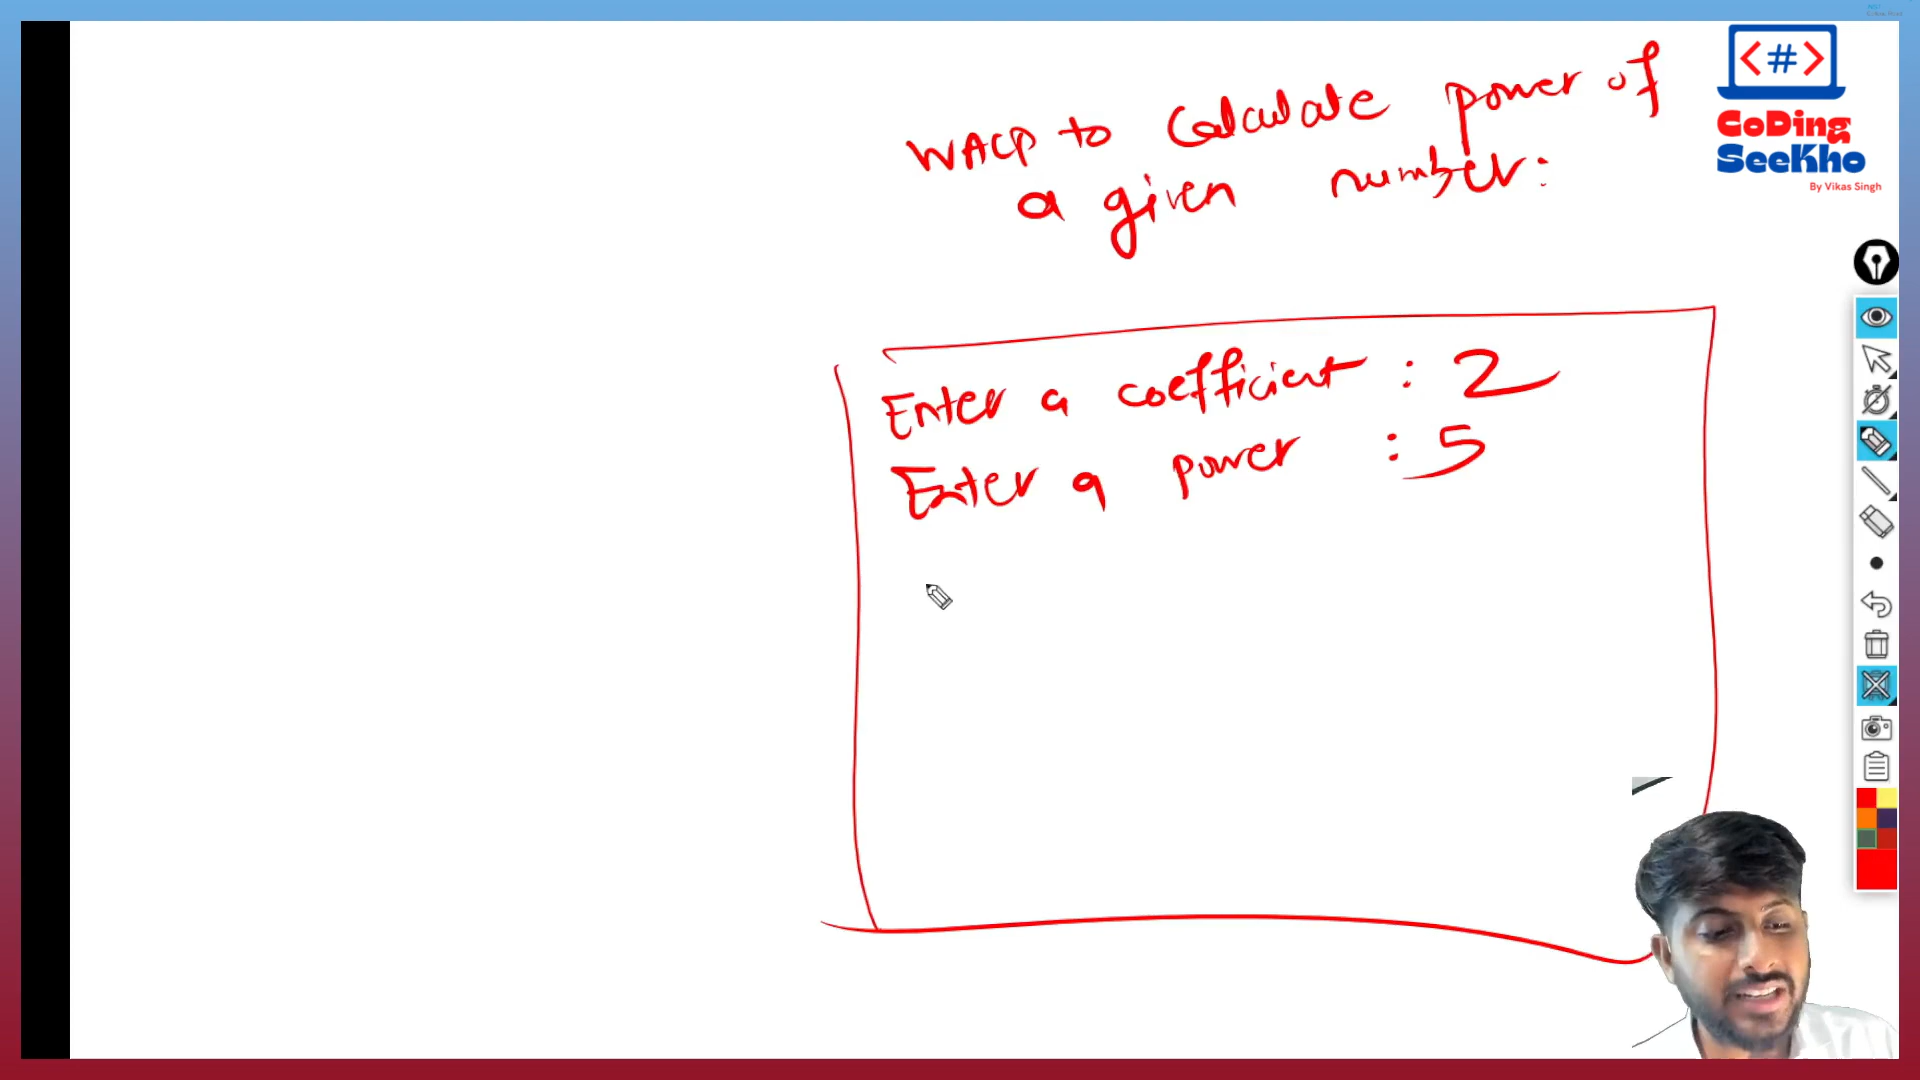 WACP to Calculate power of
a given number:
<#>
CoDing
SeeKho
By Vikas Singh
Enter a coefficient : 2
Enter a power : 5